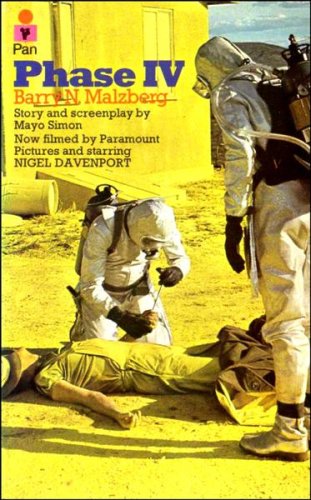 Pan
Phase IV
Barry N. Malzberg
Story and screenplay by
Mayo Simon
Now filmed by Paramount
Pictures and starring
NIGEL DAVENPORT